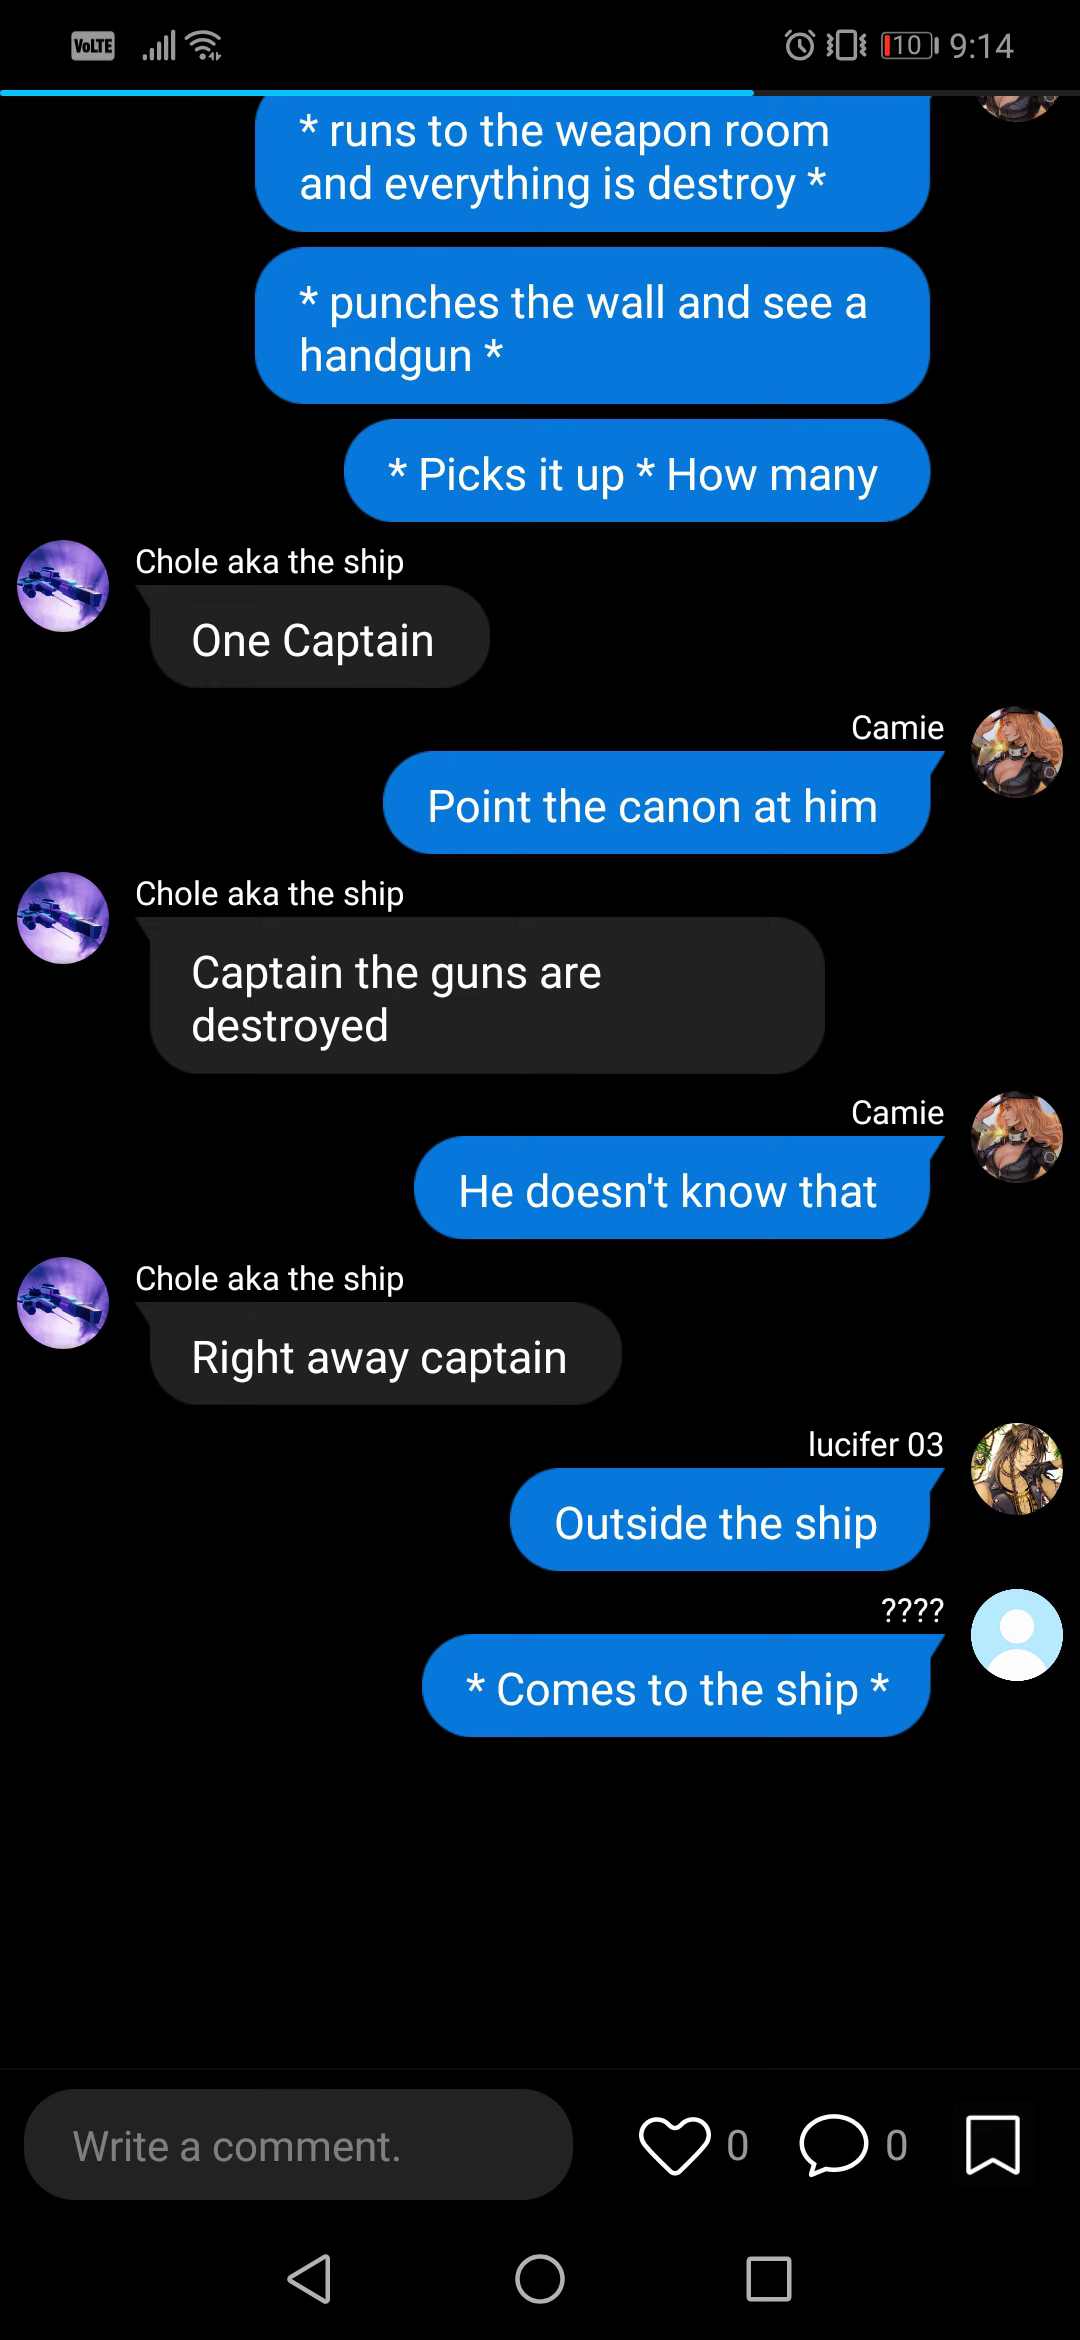 VoLTE 10 9:14
* runs to the weapon room
and everything is destroy *
* punches the wall and see a
handgun *
* Picks it up * How many
Chole aka the ship
One Captain
Camie
Point the canon at him
Chole aka the ship
Captain the guns are
destroyed
Camie
He doesn't know that
Chole aka the ship
Right away captain
lucifer 03
Outside the ship
????
* Comes to the ship *
Write a comment. 0 0